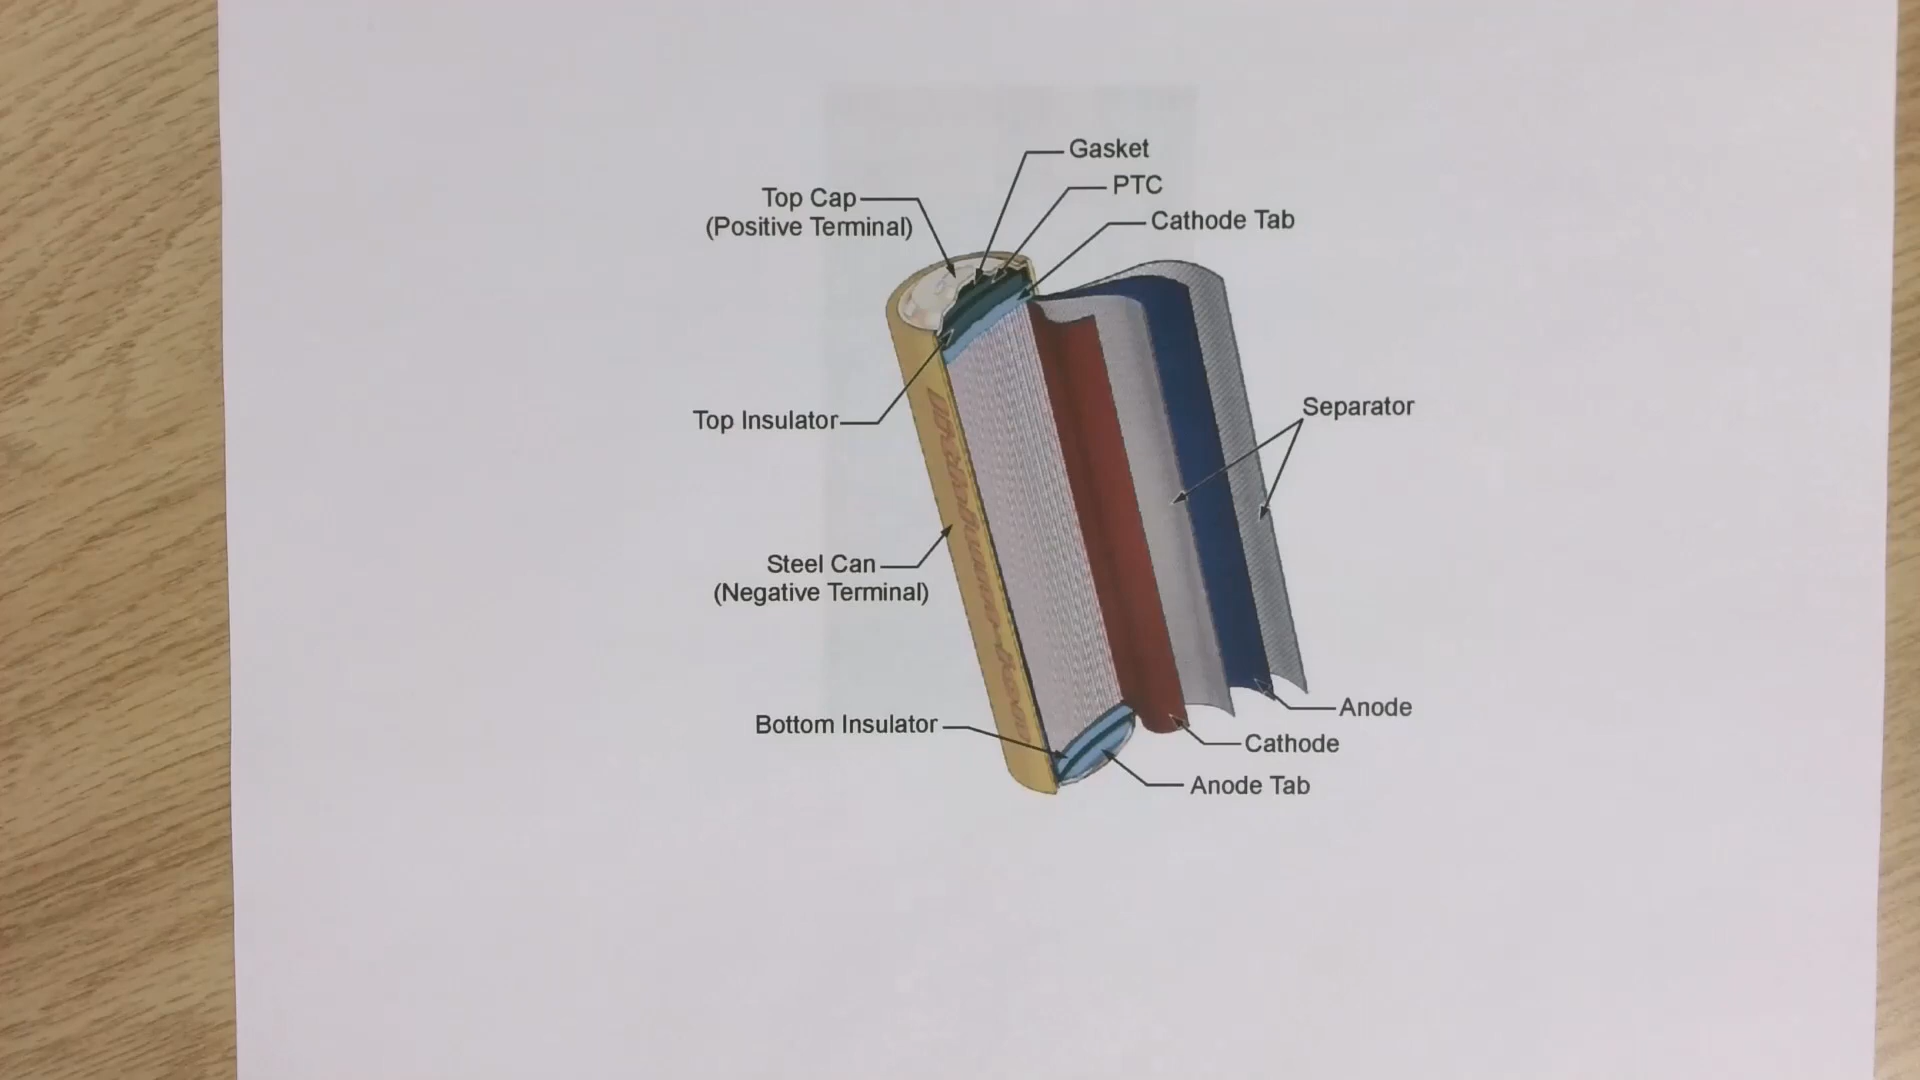 Gasket
PTC
Top Cap
(Positive Terminal)
Cathode Tab
Separator
Top Insulator
Steel Can
(Negative Terminal)
Anode
Bottom Insulator
Cathode
Anode Tab